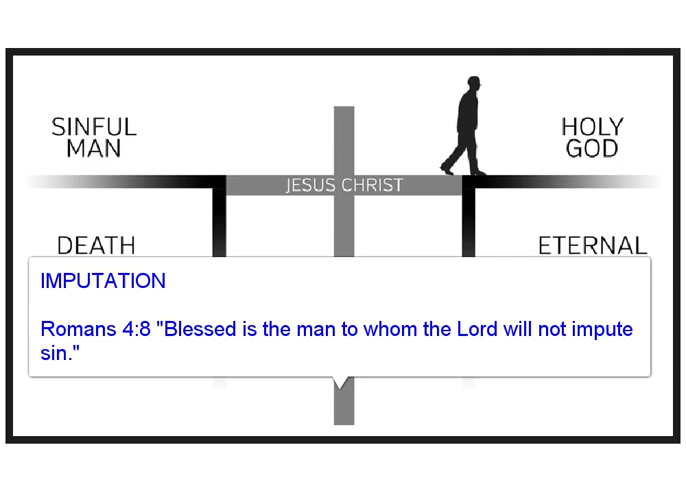 SINFUL
MAN
HOLY
GOD
JESUS CHRIST
DEATH
ETERNAL
IMPUTATION
Romans 4:8 "Blessed is the man to whom the Lord will not impute
sin."